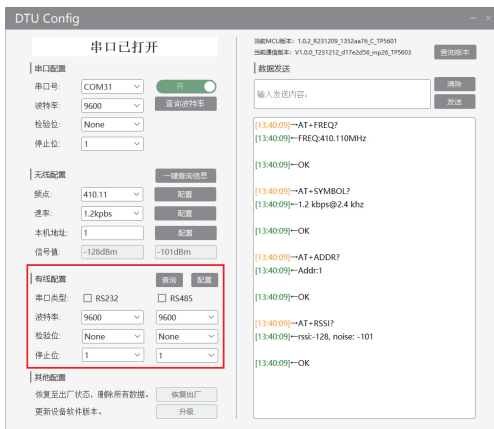 DTU Config
串口已打开
串口配置
串口号: COM31 开
波特率: 9600 查询波特率
检验位: None
停止位: 1
无线配置 一键查询信息
频点: 410.11 配置
速率: 1.2kpbs 配置
本机地址: 1 配置
信号值: -128dBm -101dBm
有线配置 查询 配置
串口类型: RS232 RS485
波特率: 9600 9600
检验位: None None
停止位: 1 1
其他配置
恢复至出厂状态，删除所有数据。 恢复出厂
更新设备软件版本。 升级
当前MCU版本: 1.0.2_R231209_1352aa76_C_TP5601
当前通信版本: V1.0.0_T231212_d17e2d56_mp26_TP5603 查询版本
数据发送
输入发送内容。 清除
发送
[13:40:09]→AT+FREQ?
[13:40:09]←FREQ:410.110MHz
[13:40:09]←OK
[13:40:09]→AT+SYMBOL?
[13:40:09]←1.2 kbps@2.4 khz
[13:40:09]←OK
[13:40:09]→AT+ADDR?
[13:40:09]←Addr:1
[13:40:09]←OK
[13:40:09]→AT+RSSI?
[13:40:09]←rssi:-128, noise: -101
[13:40:09]←OK